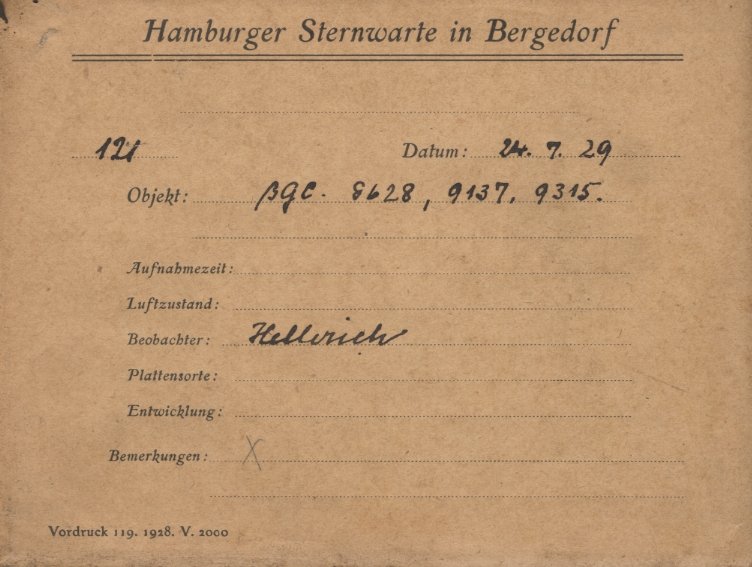 Hamburger Sternwarte in Bergedorf
121 Datum: 24. 7. 29
Objekt: βGC. 8628, 9137, 9315.
Aufnahmezeit:
Luftzustand:
Beobachter: Hellerich
Plattensorte:
Entwicklung:
Bemerkungen: X
Vordruck 119. 1928. V. 2000